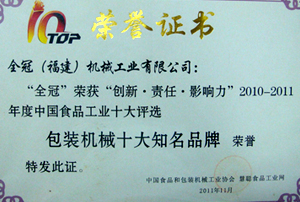 TOP 荣誉证书
全冠（福建）机械工业有限公司：
“全冠”荣获“创新·责任·影响力”2010-2011
年度中国食品工业十大评选
包装机械十大知名品牌 荣誉
特发此证。
中国食品和包装机械工业协会 慧聪食品工业网
2011年11月